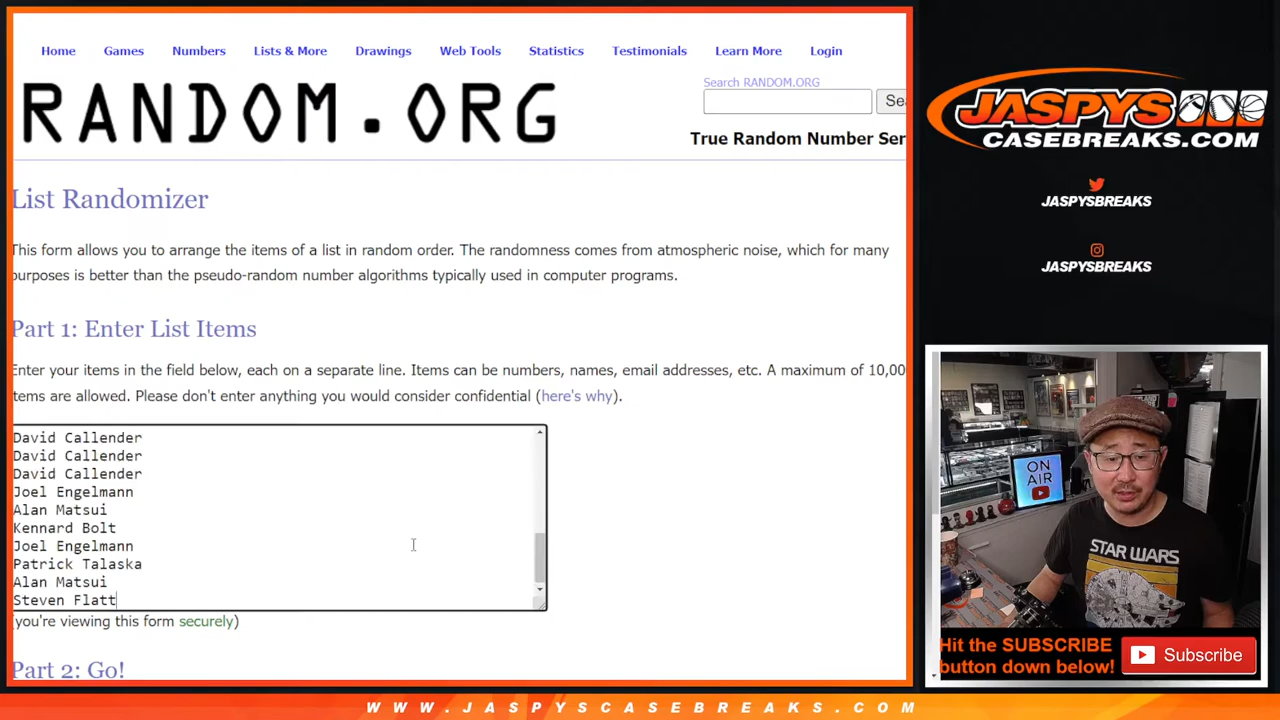 Home Games Numbers Lists & More Drawings Web Tools Statistics Testimonials Learn More Login
Search RANDOM.ORG
RANDOM.ORG
Sea
True Random Number Ser
List Randomizer
This form allows you to arrange the items of a list in random order. The randomness comes from atmospheric noise, which for many
purposes is better than the pseudo-random number algorithms typically used in computer programs.
Part 1: Enter List Items
Enter your items in the field below, each on a separate line. Items can be numbers, names, email addresses, etc. A maximum of 10,00
items are allowed. Please don't enter anything you would consider confidential (here's why).
David Callender
David Callender
David Callender
Joel Engelmann
Alan Matsui
Kennard Bolt
Joel Engelmann
Patrick Talaska
Alan Matsui
Steven Flatt
(you're viewing this form securely)
Part 2: Go!
JASPYS
CASEBREAKS.COM
JASPYSBREAKS
JASPYSBREAKS
ON
AIR
STAR WARS
Hit the SUBSCRIBE
button down below!
Subscribe
WWW.JASPYSCASEBREAKS.COM